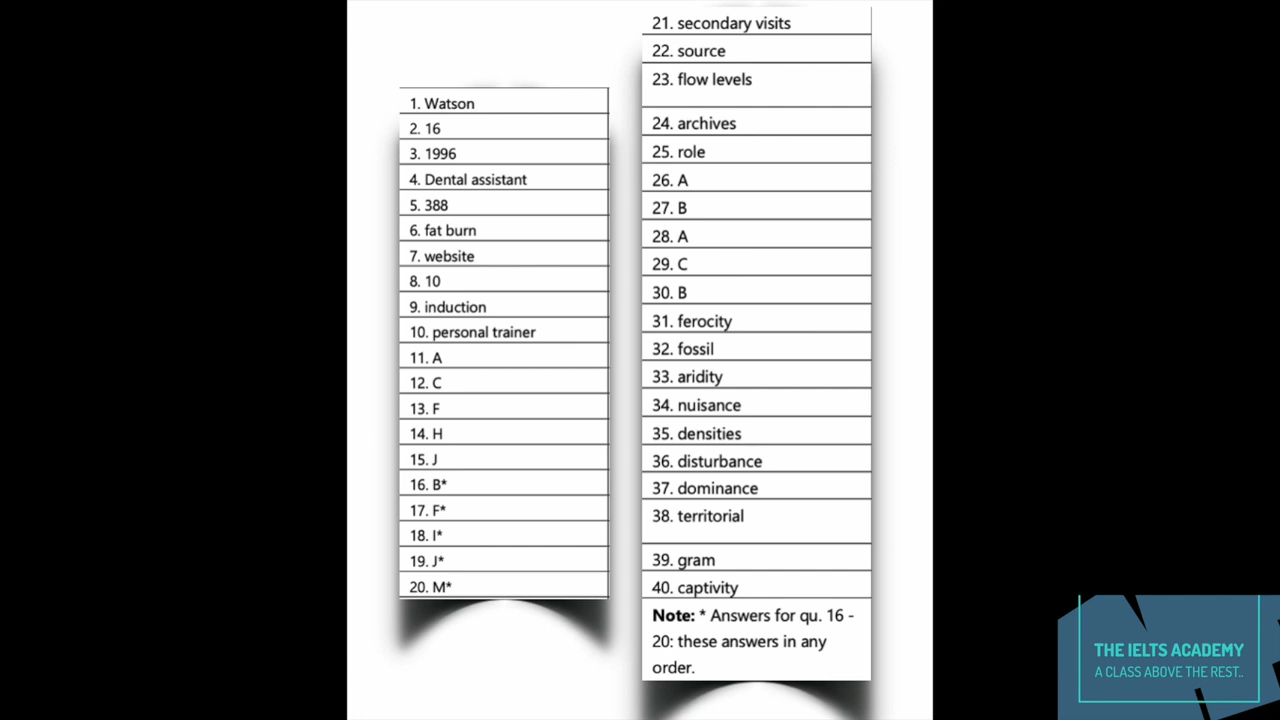 1. Watson
2. 16
3. 1996
4. Dental assistant
5. 388
6. fat burn
7. website
8. 10
9. induction
10. personal trainer
11. A
12. C
13. F
14. H
15. J
16. B*
17. F*
18. I*
19. J*
20. M*
21. secondary visits
22. source
23. flow levels
24. archives
25. role
26. A
27. B
28. A
29. C
30. B
31. ferocity
32. fossil
33. aridity
34. nuisance
35. densities
36. disturbance
37. dominance
38. territorial
39. gram
40. captivity
Note: * Answers for qu. 16 -
20: these answers in any
order.
THE IELTS ACADEMY
A CLASS ABOVE THE REST..